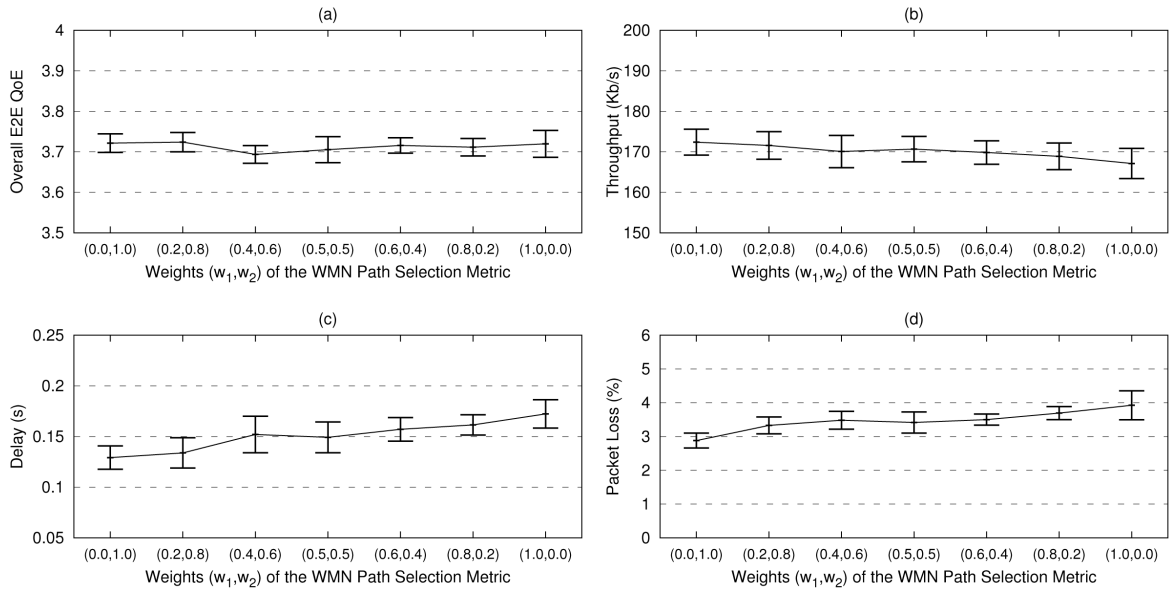 (a)
Overall E2E QoE
4
3.9
3.8
3.7
3.6
3.5
(0.0,1.0) (0.2,0.8) (0.4,0.6) (0.5,0.5) (0.6,0.4) (0.8,0.2) (1.0,0.0)
Weights (w1,w2) of the WMN Path Selection Metric
(b)
Throughput (Kb/s)
200
190
180
170
160
150
(0.0,1.0) (0.2,0.8) (0.4,0.6) (0.5,0.5) (0.6,0.4) (0.8,0.2) (1.0,0.0)
Weights (w1,w2) of the WMN Path Selection Metric
(c)
Delay (s)
0.25
0.2
0.15
0.1
0.05
(0.0,1.0) (0.2,0.8) (0.4,0.6) (0.5,0.5) (0.6,0.4) (0.8,0.2) (1.0,0.0)
Weights (w1,w2) of the WMN Path Selection Metric
(d)
Packet Loss (%)
6
5
4
3
2
1
0
(0.0,1.0) (0.2,0.8) (0.4,0.6) (0.5,0.5) (0.6,0.4) (0.8,0.2) (1.0,0.0)
Weights (w1,w2) of the WMN Path Selection Metric